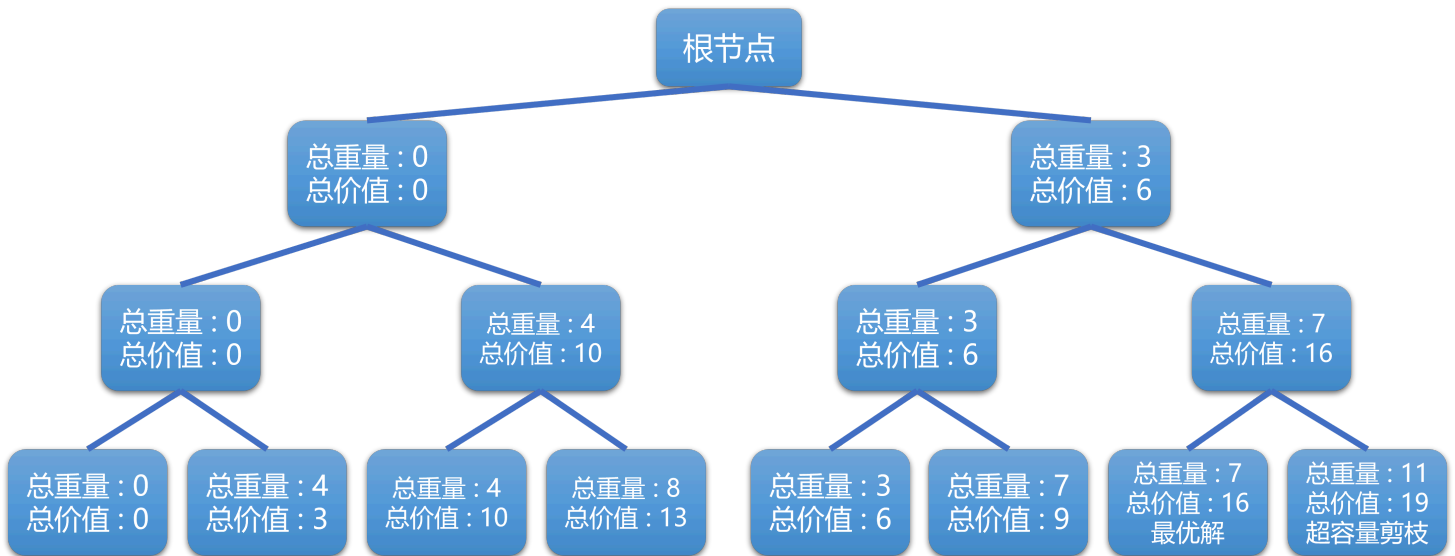 根节点
总重量 : 0
总价值 : 0
总重量 : 3
总价值 : 6
总重量 : 0
总价值 : 0
总重量 : 4
总价值 : 10
总重量 : 3
总价值 : 6
总重量 : 7
总价值 : 16
总重量 : 0
总价值 : 0
总重量 : 4
总价值 : 3
总重量 : 4
总价值 : 10
总重量 : 8
总价值 : 13
总重量 : 3
总价值 : 6
总重量 : 7
总价值 : 9
总重量 : 7
总价值 : 16
最优解
总重量 : 11
总价值 : 19
超容量剪枝